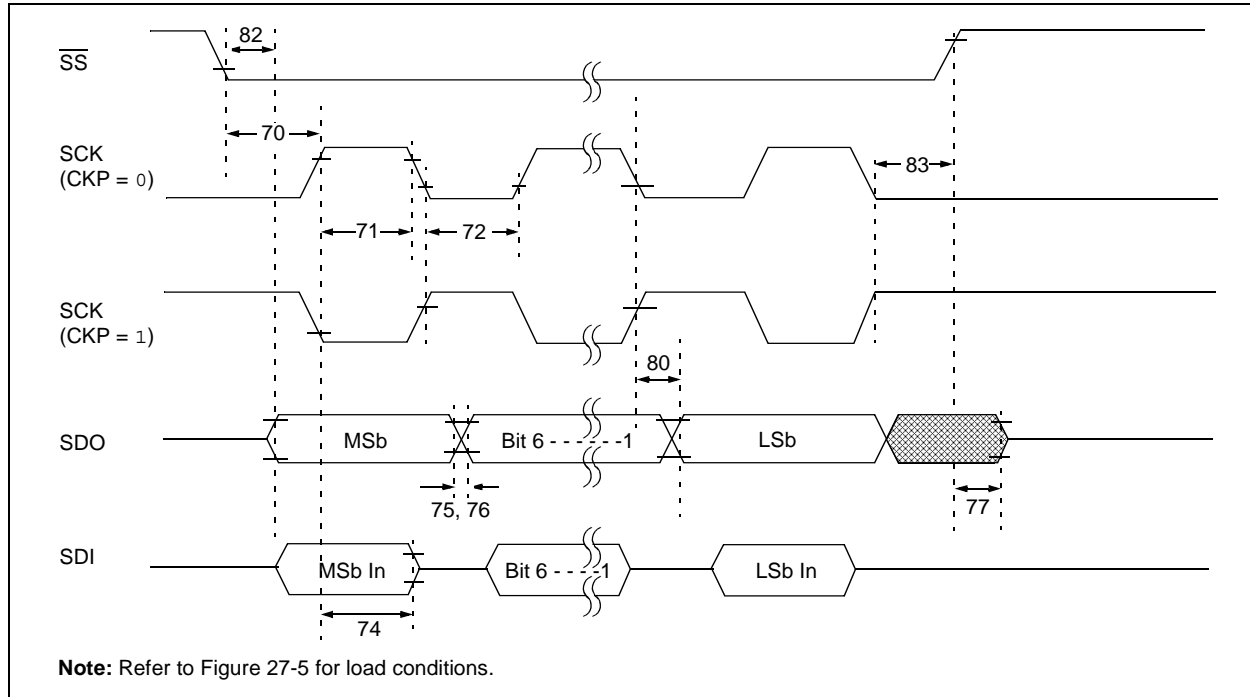 82
SS
70
SCK
(CKP = 0)
83
71
72
SCK
(CKP = 1)
80
SDO
MSb
Bit 6 - - - - - -1
LSb
75, 76
77
SDI
MSb In
Bit 6 - - - -1
LSb In
74
Note: Refer to Figure 27-5 for load conditions.